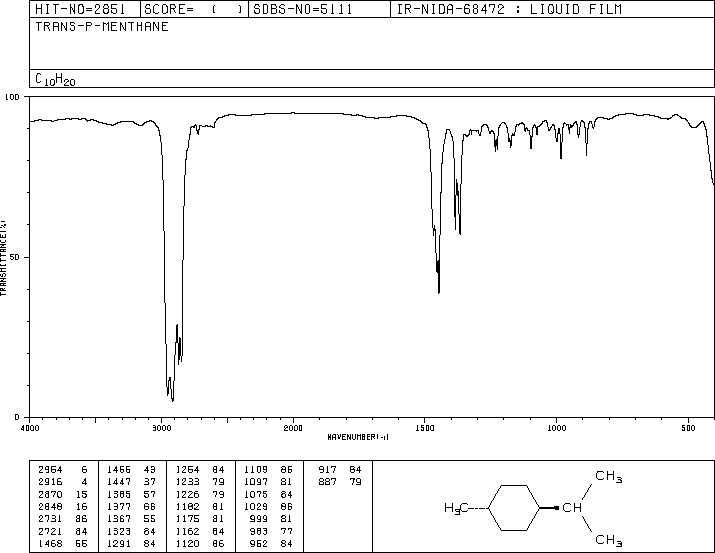 HIT-NO=2851 SCORE= ( ) SDBS-NO=5111 IR-NIDA-68472 : LIQUID FILM
TRANS-P-MENTHANE
C10H20
100
50
0
TRANSMITTANCE(%)
4000 3000 2000 1500 1000 500
WAVENUMBER(-1)
2954 6 1456 43 1254 84 1109 86 917 84
2916 4 1447 37 1233 79 1097 81 887 79
2870 15 1385 57 1226 79 1075 84
2848 16 1377 66 1182 81 1029 86
2731 86 1367 55 1175 81 999 81
2721 84 1323 84 1162 84 983 77
1468 55 1291 84 1120 86 952 84
CH3
H3C CH
CH3